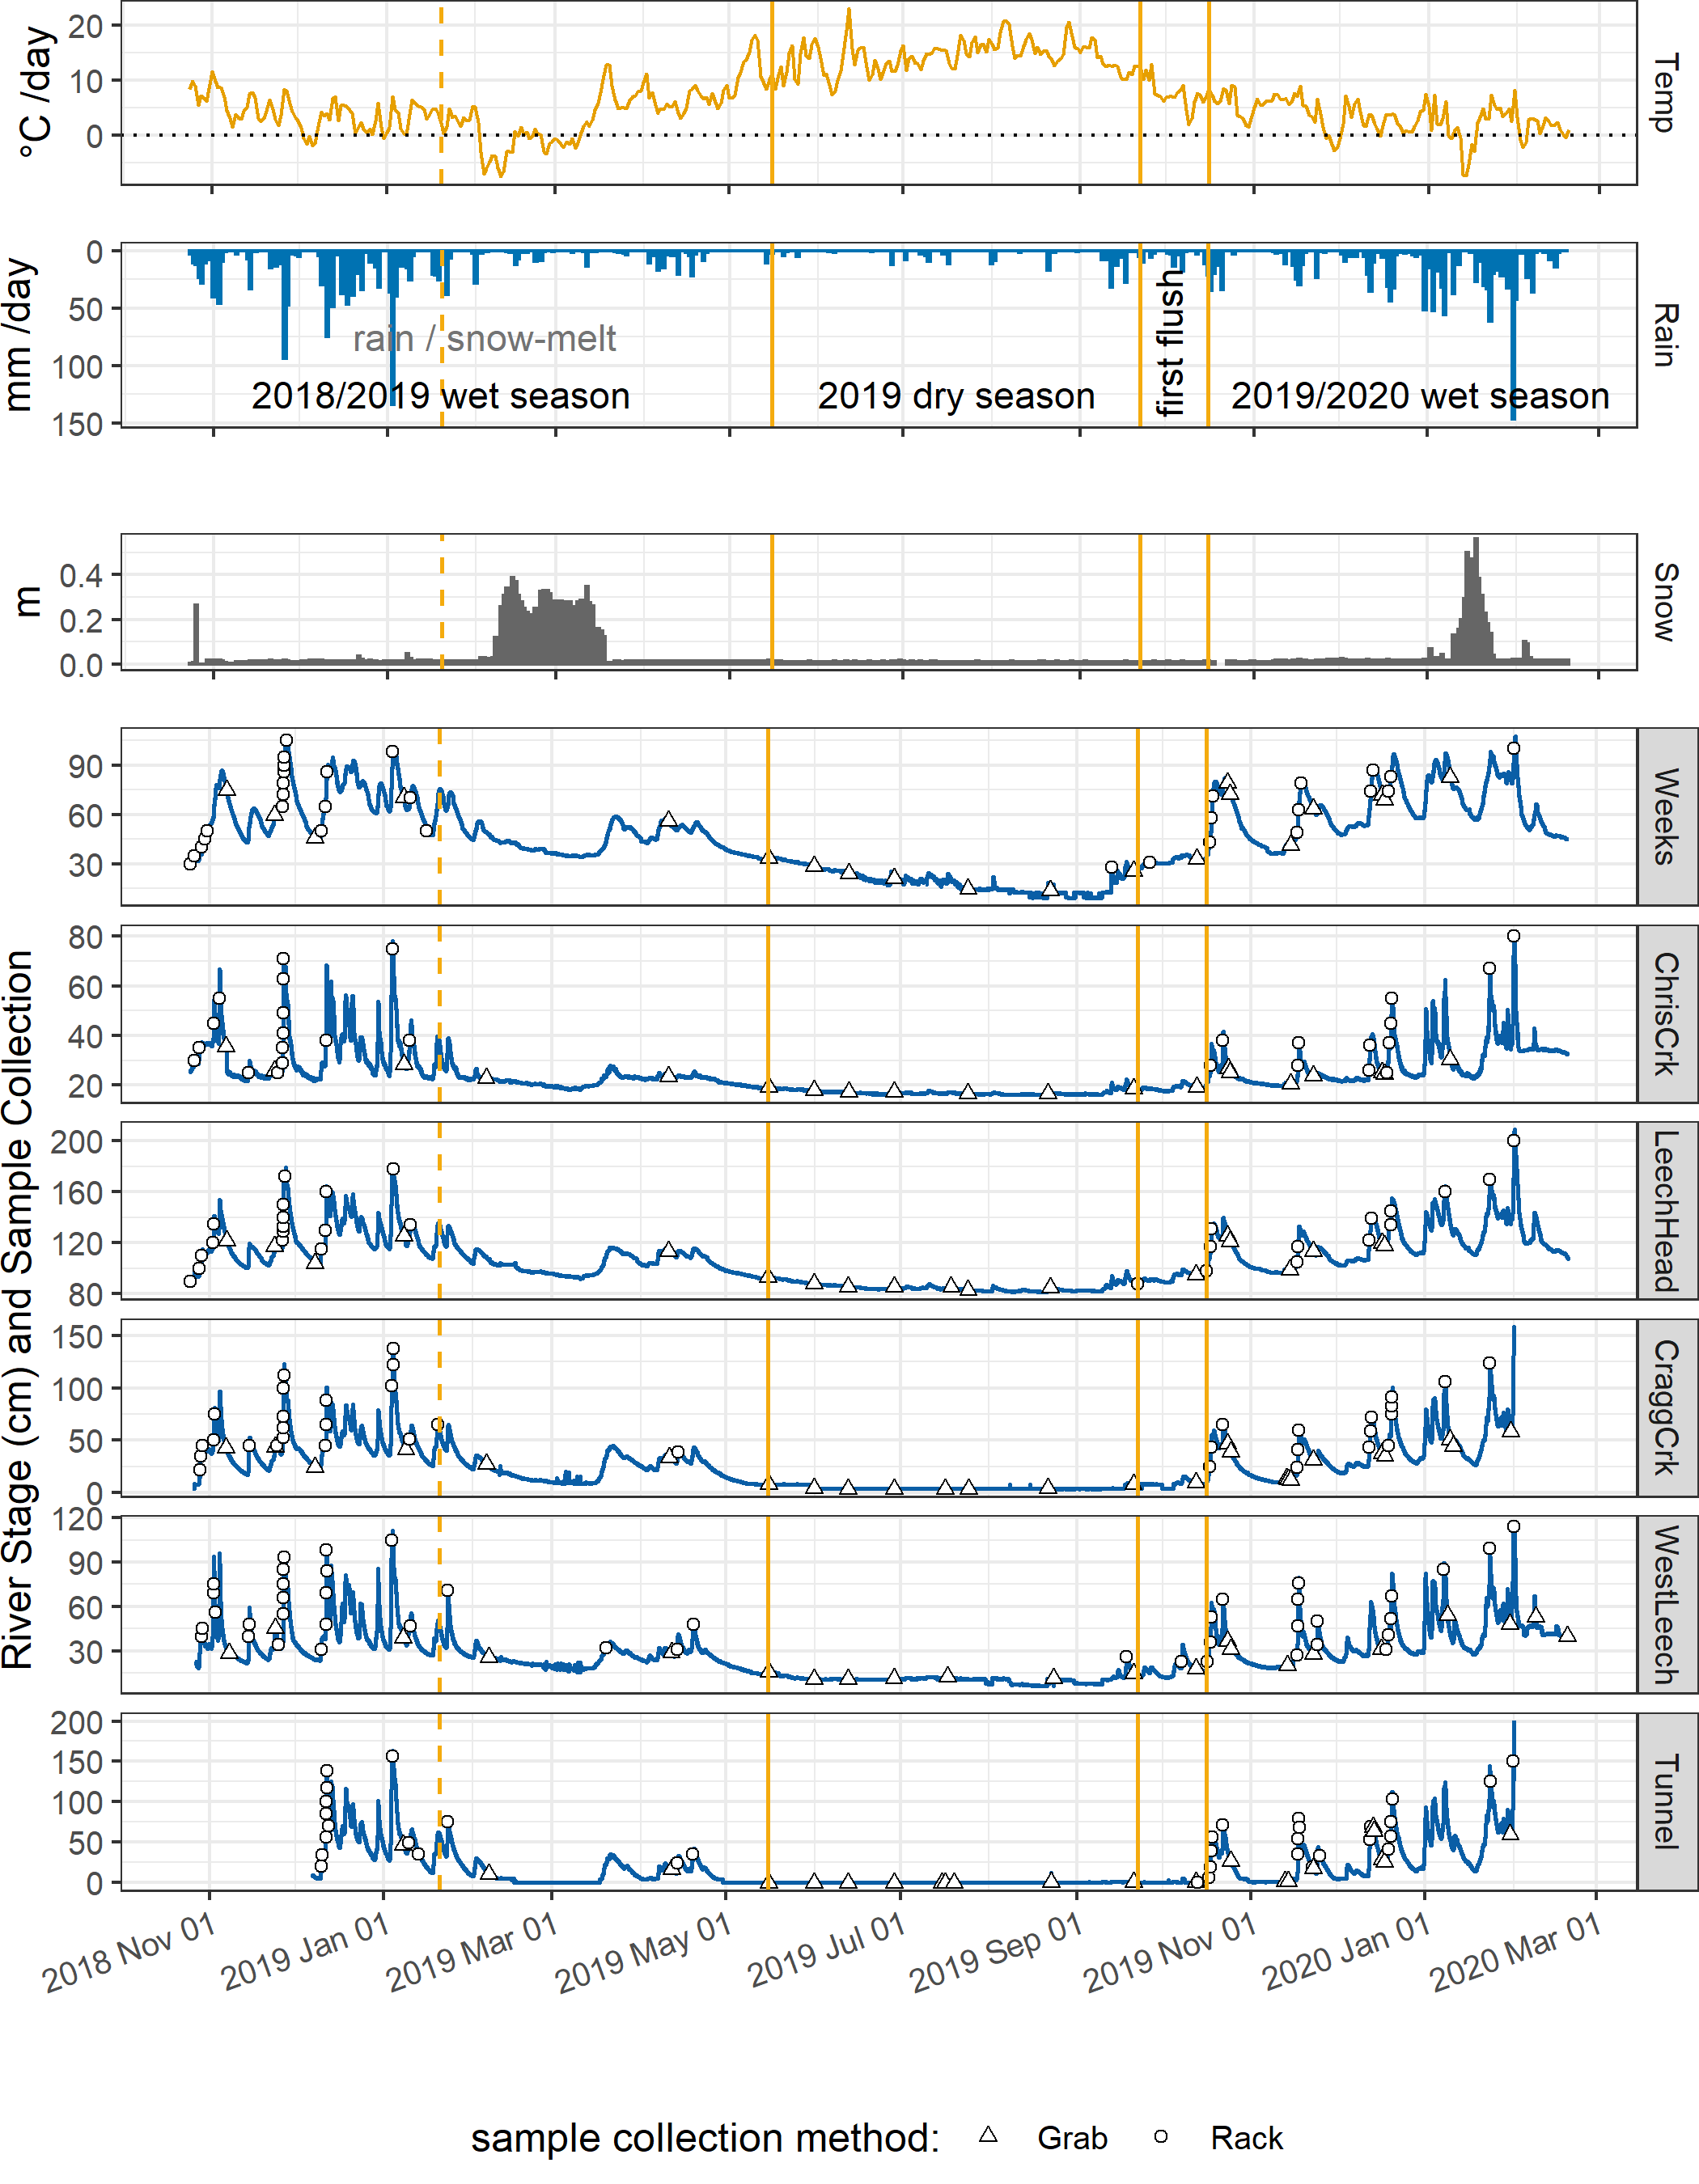 °C /day
20
10
0
Temp
mm /day
0
50
100
150
rain / snow-melt
2018/2019 wet season
2019 dry season
first flush
2019/2020 wet season
Rain
m
0.4
0.2
0.0
Snow
River Stage (cm) and Sample Collection
90
60
30
Weeks
80
60
40
20
ChrisCrk
200
160
120
80
LeechHead
150
100
50
0
CraggCrk
120
90
60
30
WestLeech
200
150
100
50
0
Tunnel
2018 Nov 01
2019 Jan 01
2019 Mar 01
2019 May 01
2019 Jul 01
2019 Sep 01
2019 Nov 01
2020 Jan 01
2020 Mar 01
sample collection method: Grab Rack